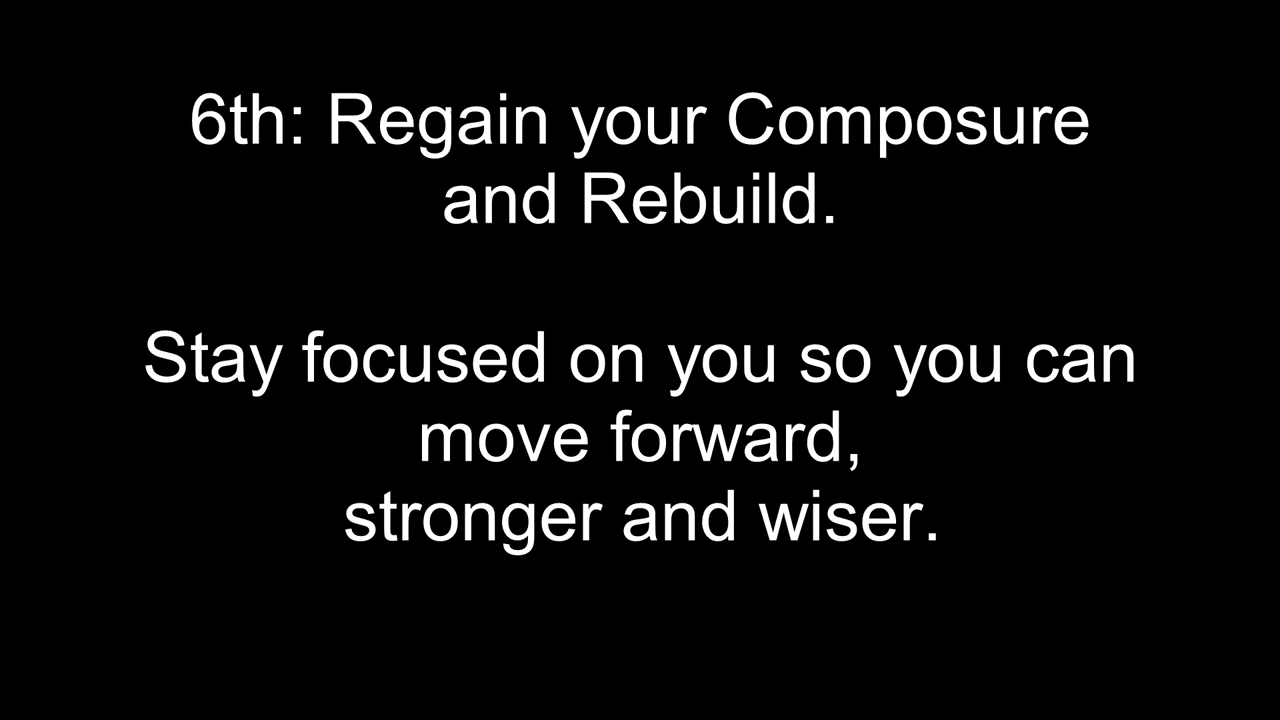 6th: Regain your Composure
and Rebuild.
Stay focused on you so you can
move forward,
stronger and wiser.